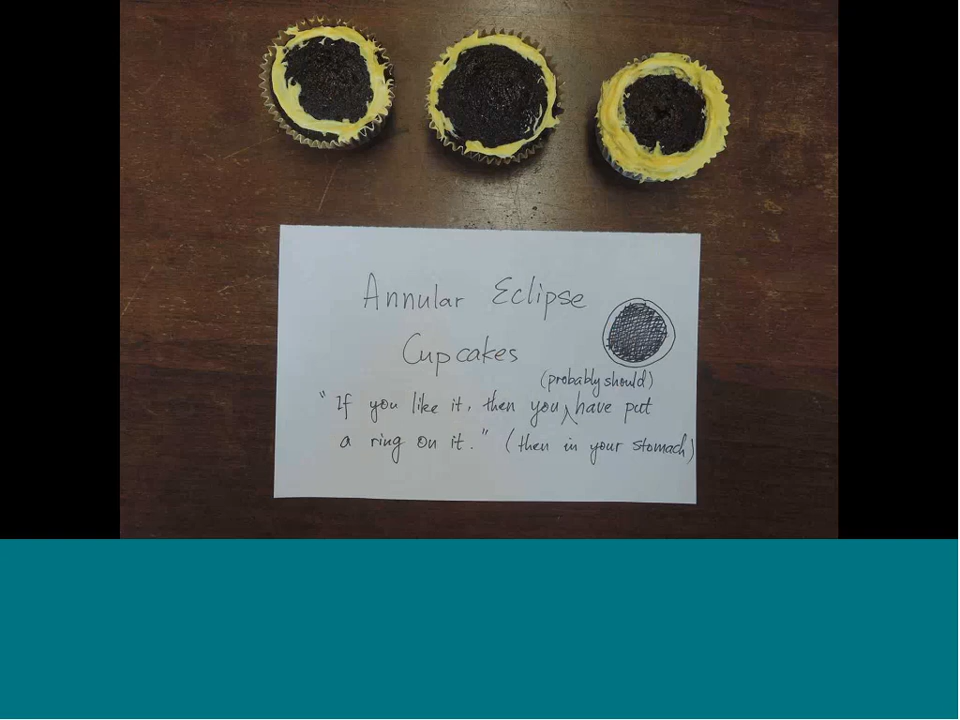 Annular Eclipse
Cupcakes
(probably should)
"If you like it, then you ^ have put
a ring on it." (then in your stomach)